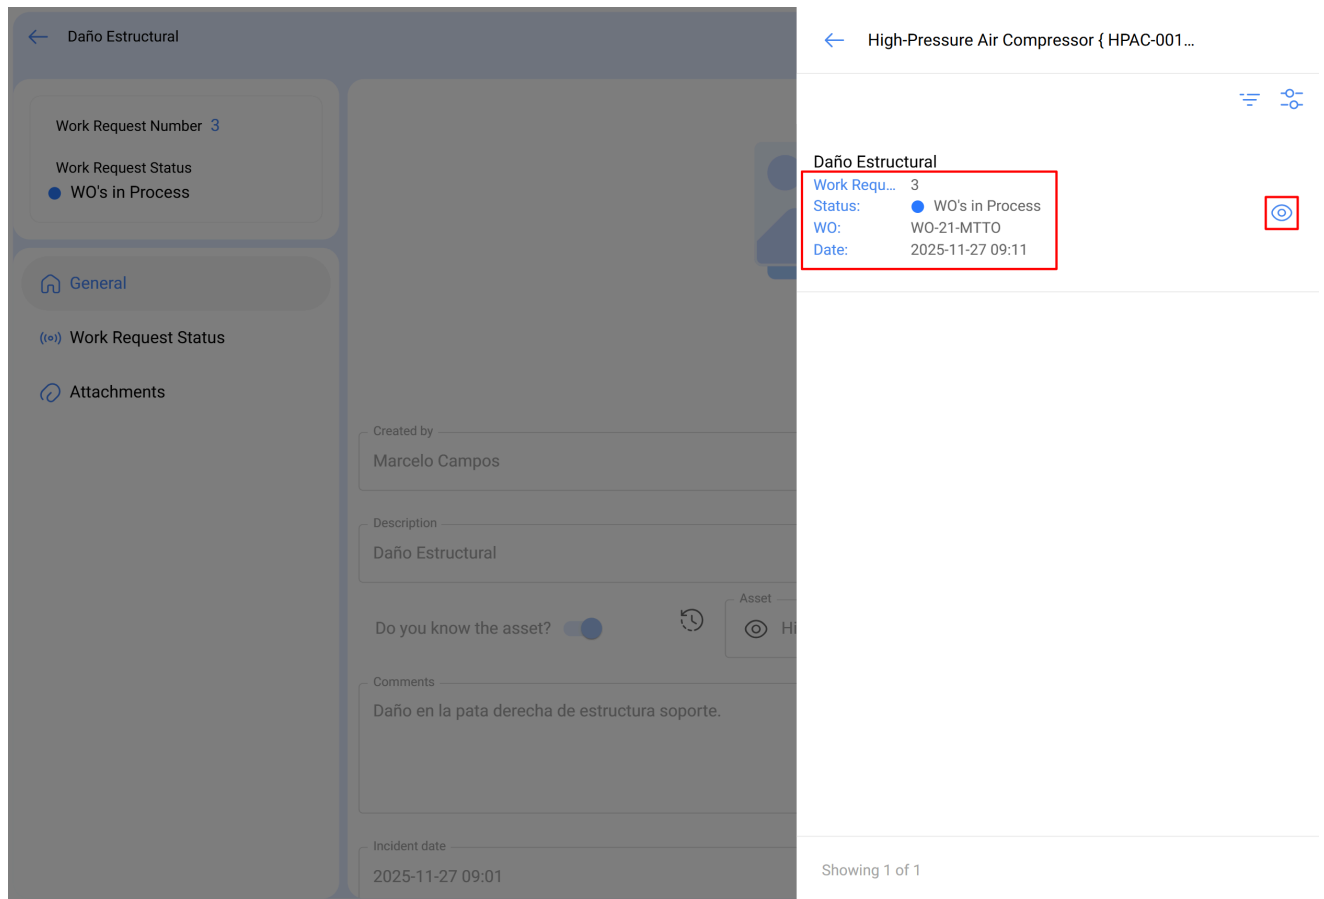 Daño Estructural
Work Request Number 3
Work Request Status
WO's in Process
General
Work Request Status
Attachments
Created by
Marcelo Campos
Description
Daño Estructural
Do you know the asset?
Asset
Hi
Comments
Daño en la pata derecha de estructura soporte.
Incident date
2025-11-27 09:01
High-Pressure Air Compressor { HPAC-001...
Daño Estructural
Work Requ... 3
Status: WO's in Process
WO: WO-21-MTTO
Date: 2025-11-27 09:11
Showing 1 of 1